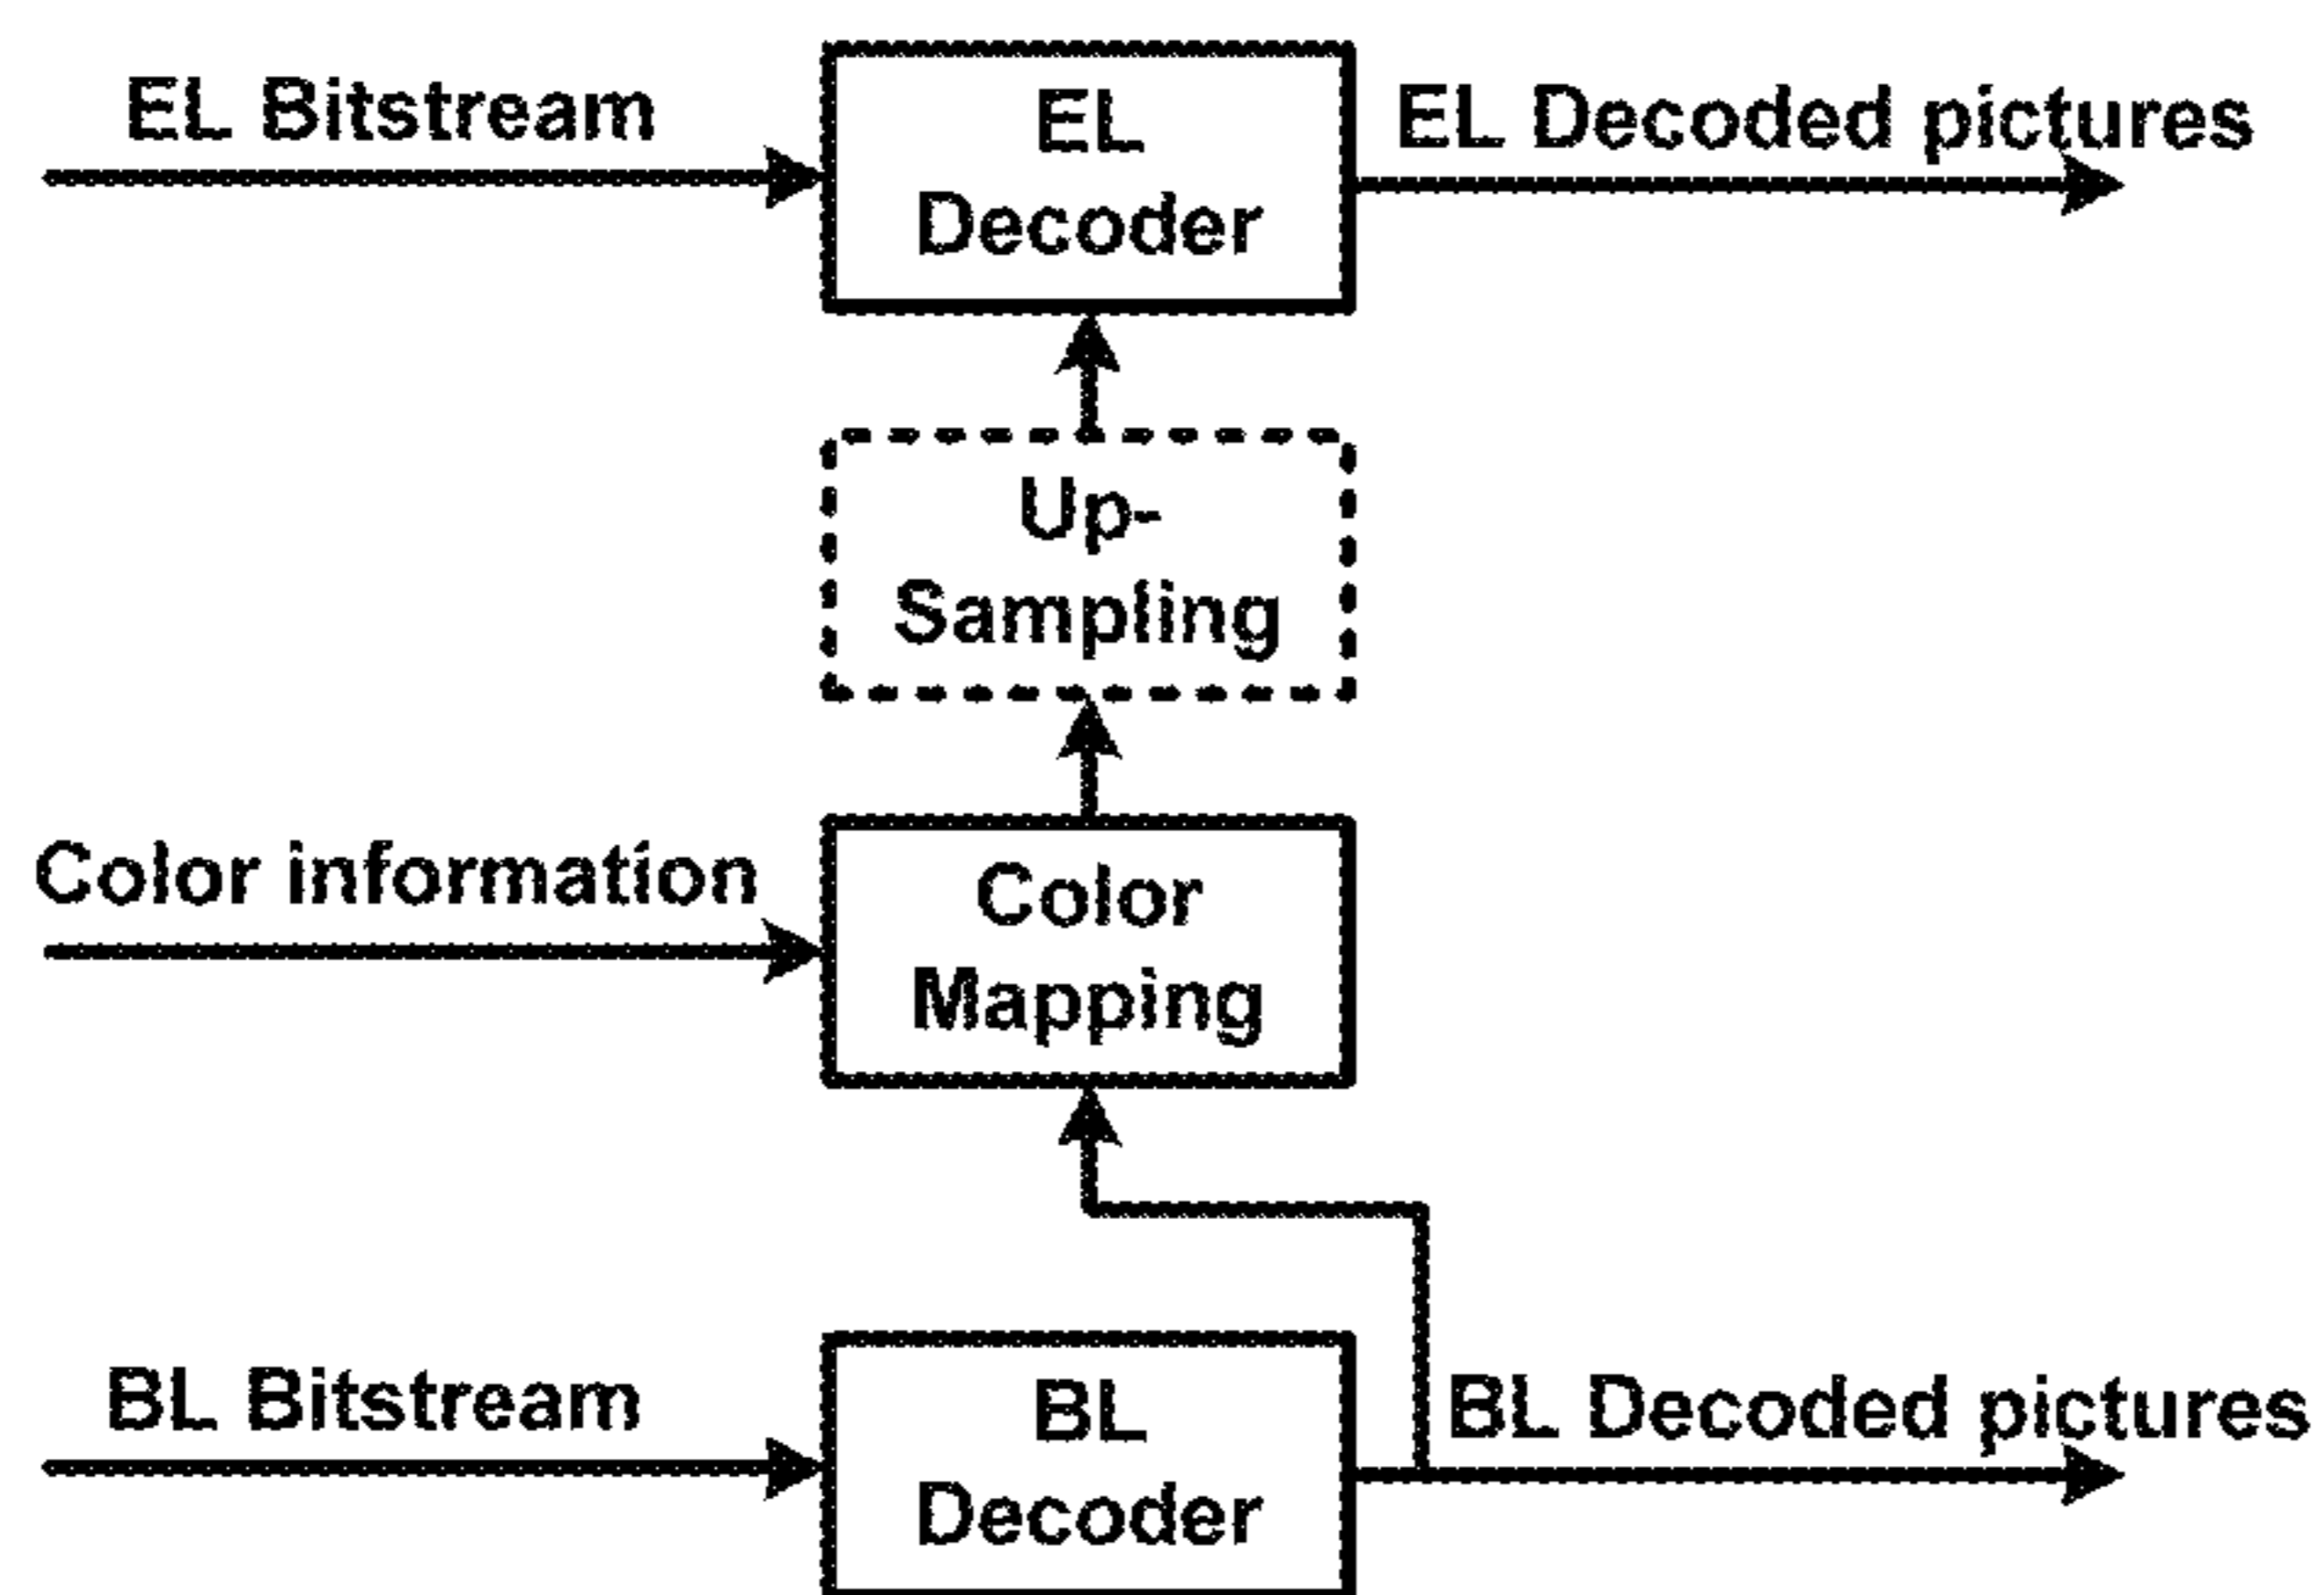 EL Bitstream
EL
Decoder
EL Decoded pictures
Up-
Sampling
Color information
Color
Mapping
BL Bitstream
BL
Decoder
BL Decoded pictures